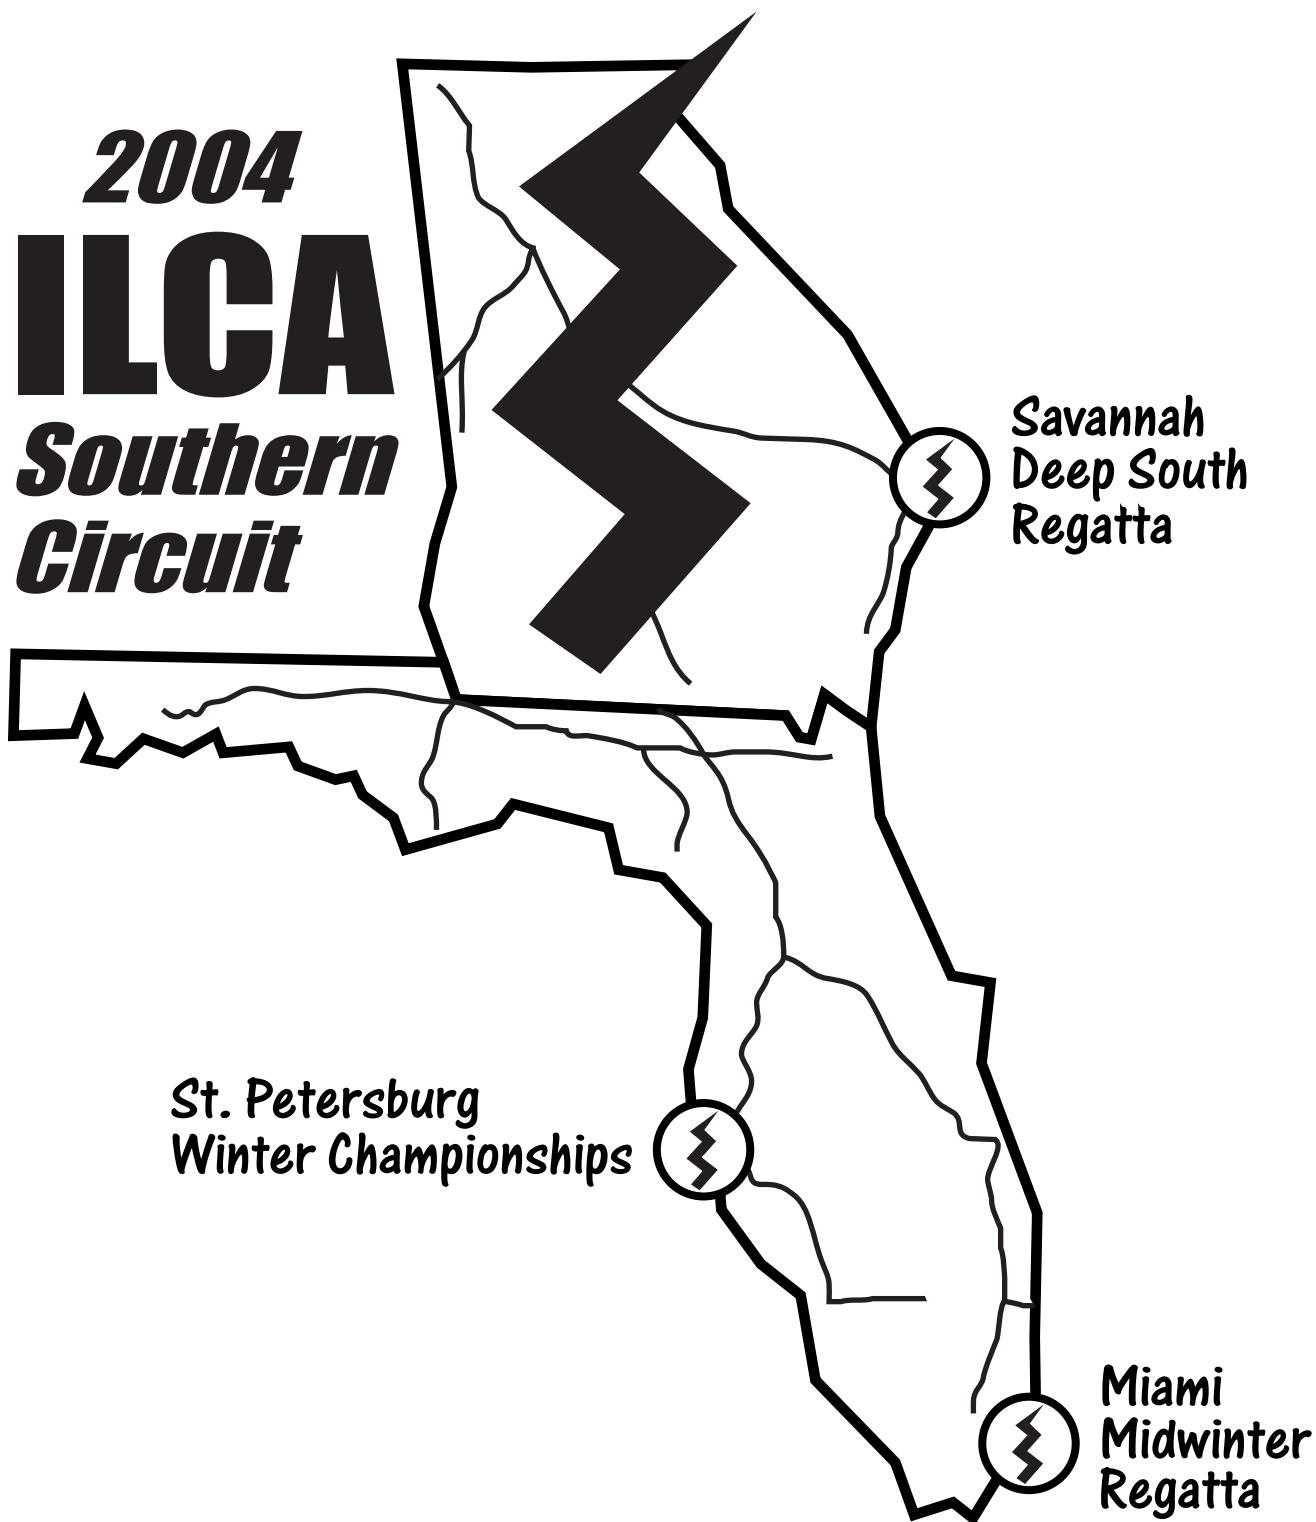 2004
ILCA
Southern
Circuit
Savannah
Deep South
Regatta
St. Petersburg
Winter Championships
Miami
Midwinter
Regatta